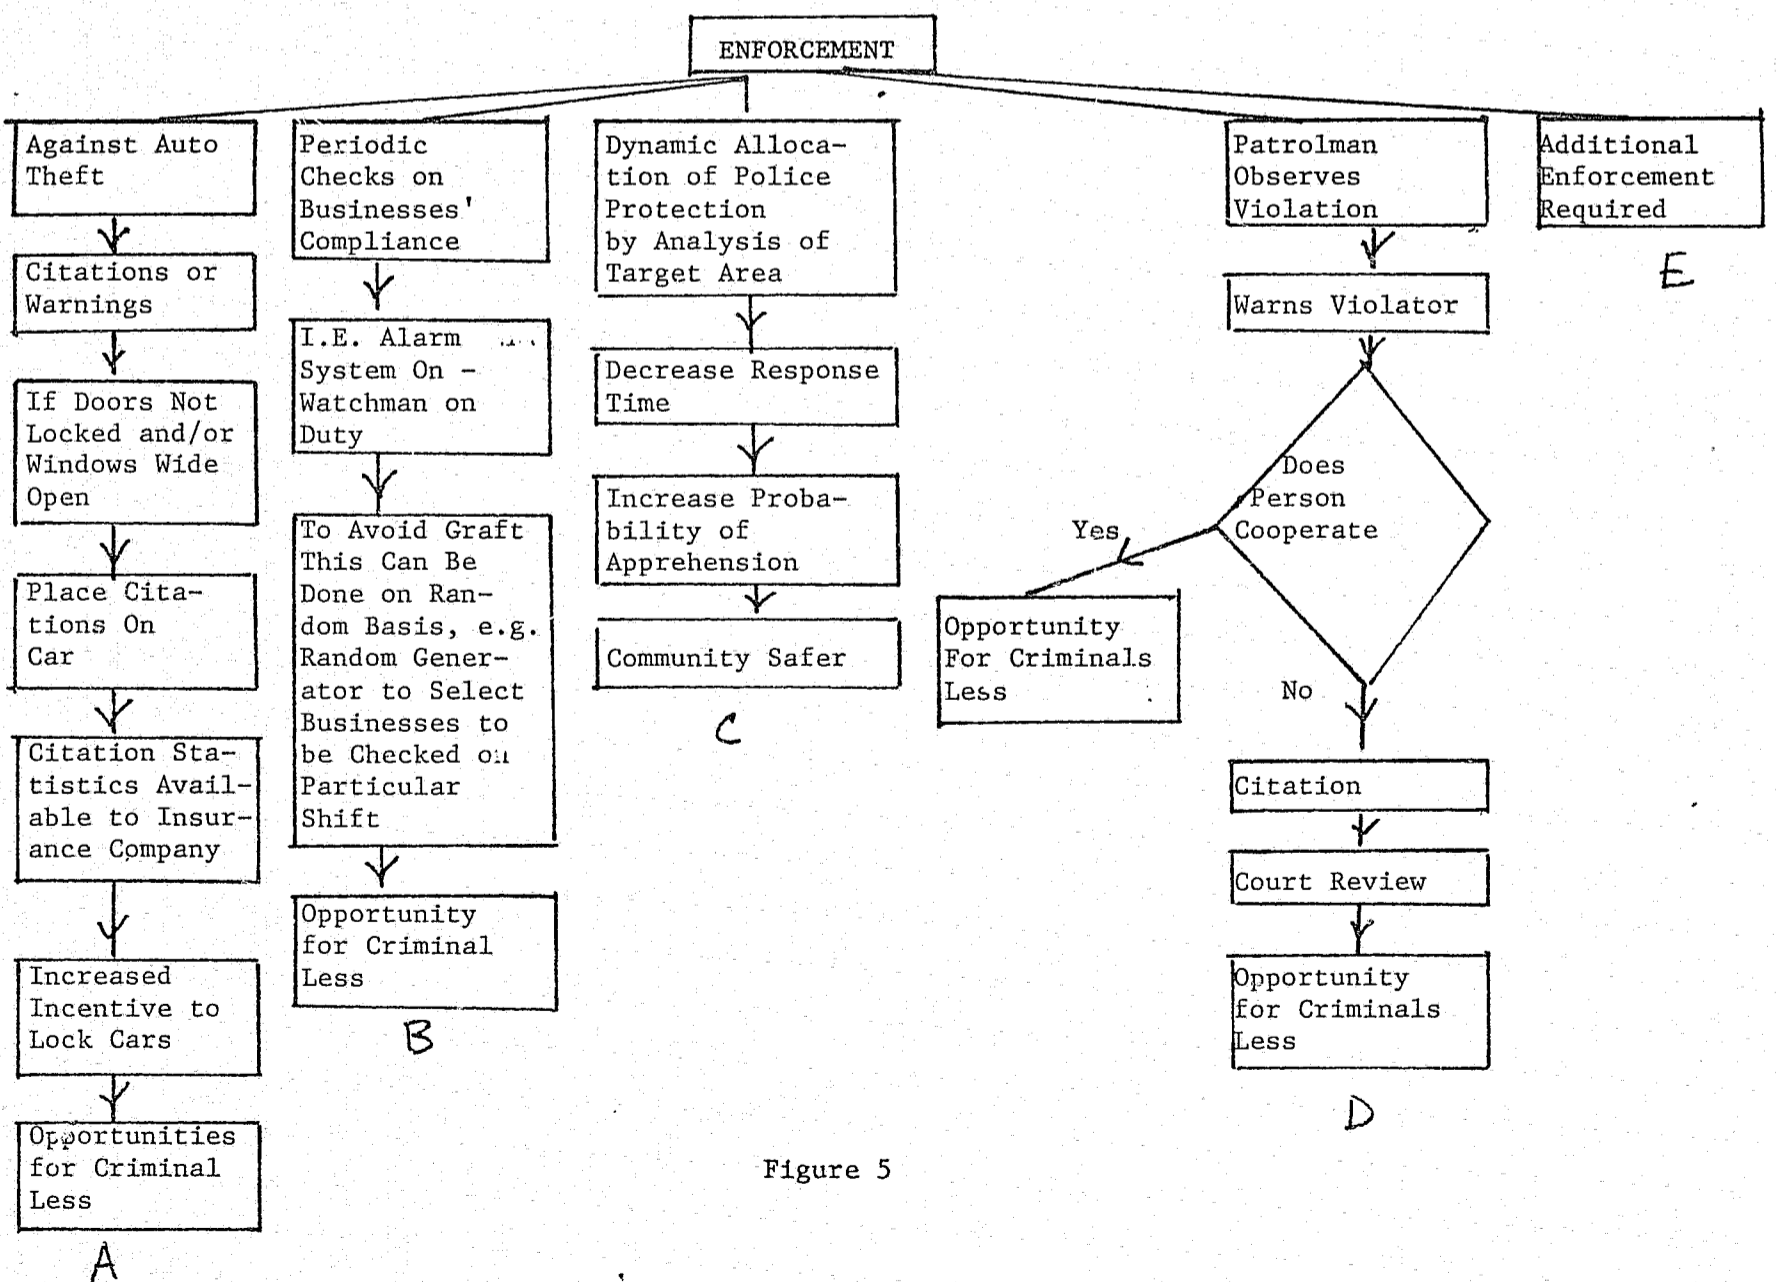 ENFORCEMENT
Against Auto
Theft
Citations or
Warnings
If Doors Not
Locked and/or
Windows Wide
Open
Place Cita-
tions On
Car
Citation Sta-
tistics Avail-
able to Insur-
ance Company
Increased
Incentive to
Lock Cars
Opportunities
for Criminal
Less
A
Periodic
Checks on
Businesses'
Compliance
I.E. Alarm
System On -
Watchman on
Duty
To Avoid Graft
This Can Be
Done on Ran-
dom Basis, e.g.
Random Gener-
ator to Select
Businesses to
be Checked on
Particular
Shift
Opportunity
for Criminal
Less
B
Dynamic Alloca-
tion of Police
Protection
by Analysis of
Target Area
Decrease Response
Time
Increase Proba-
bility of
Apprehension
Community Safer
C
Patrolman
Observes
Violation
Warns Violator
Does
Person
Cooperate
Yes
Opportunity
For Criminals
Less
No
Citation
Court Review
Opportunity
for Criminals
Less
D
Additional
Enforcement
Required
E
Figure 5